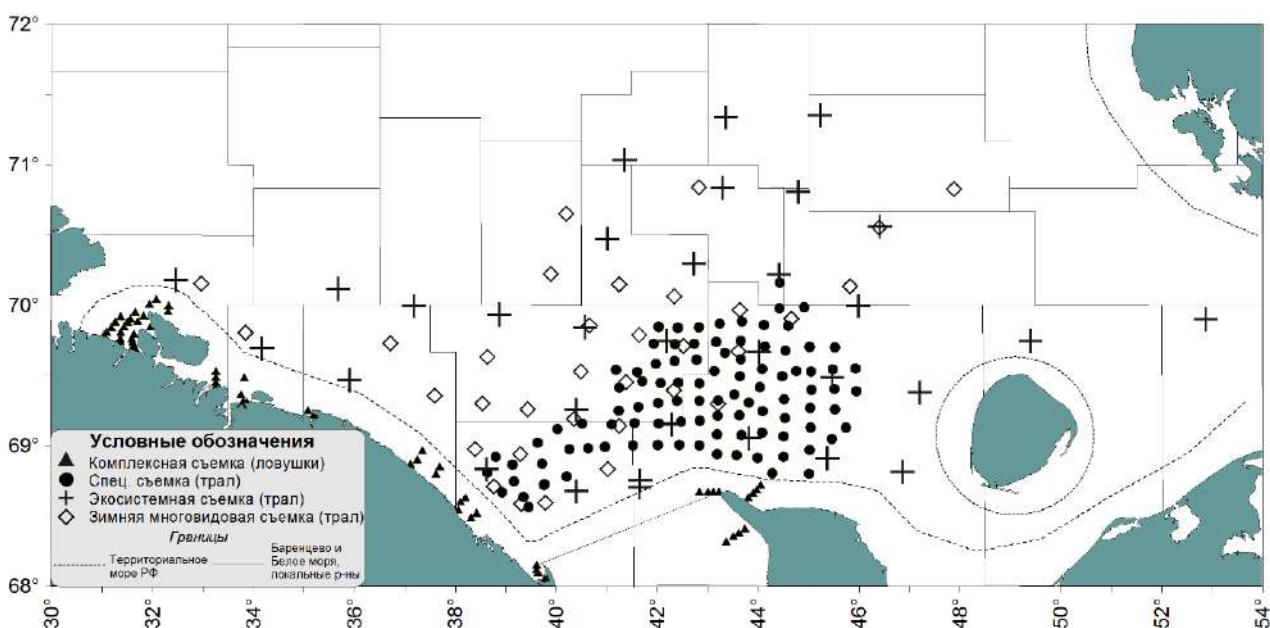 72°
71°
70°
69°
68°
Условные обозначения
Комплексная съемка (ловушки)
Спец. съемка (трал)
Экосистемная съемка (трал)
Зимняя многовидовая съемка (трал)
Границы
Территориальное
море РФ
Баренцево и
Белое моря,
локальные р-ны
30°
32°
34°
36°
38°
40°
42°
44°
46°
48°
50°
52°
54°